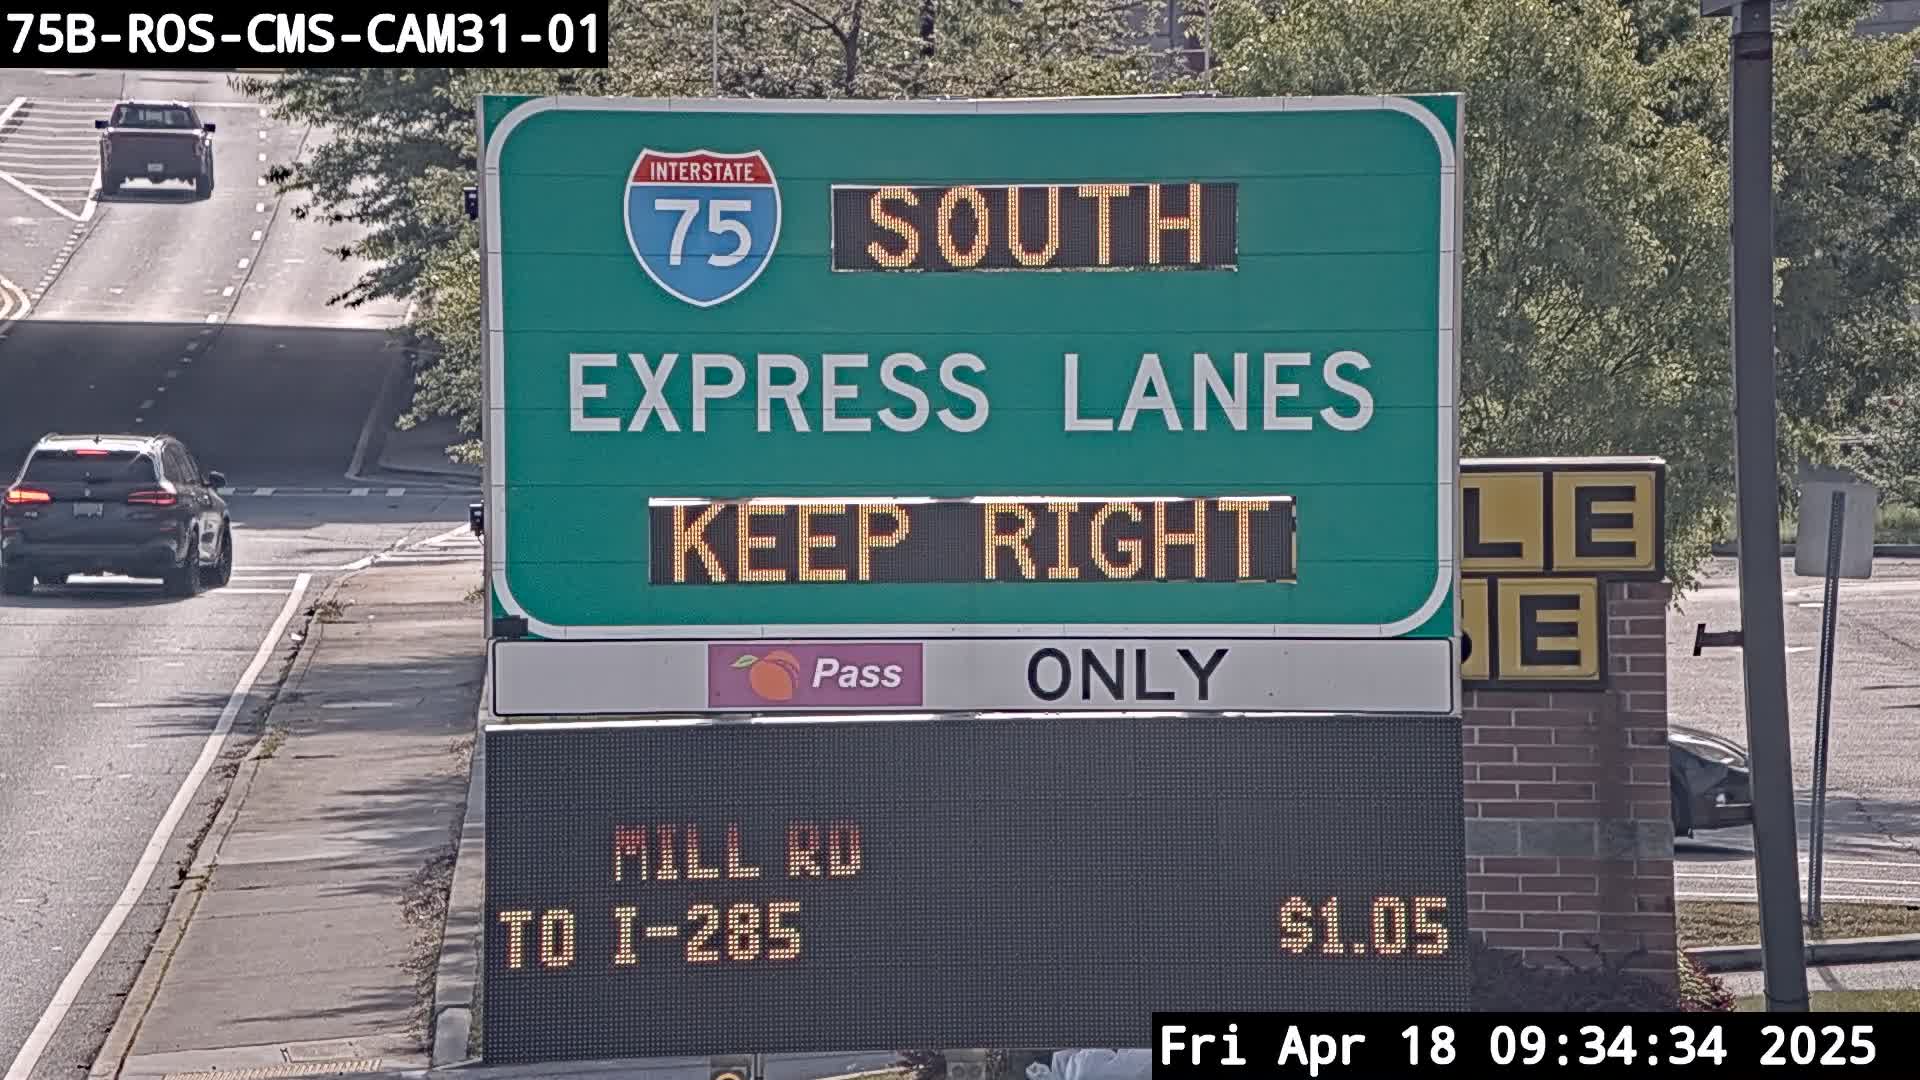 75B-ROS-CMS-CAM31-01
INTERSTATE
75
SOUTH
EXPRESS LANES
KEEP RIGHT
Pass ONLY
LE
E
MILL RD
TO I-285 $1.05
Fri Apr 18 09:34:34 2025